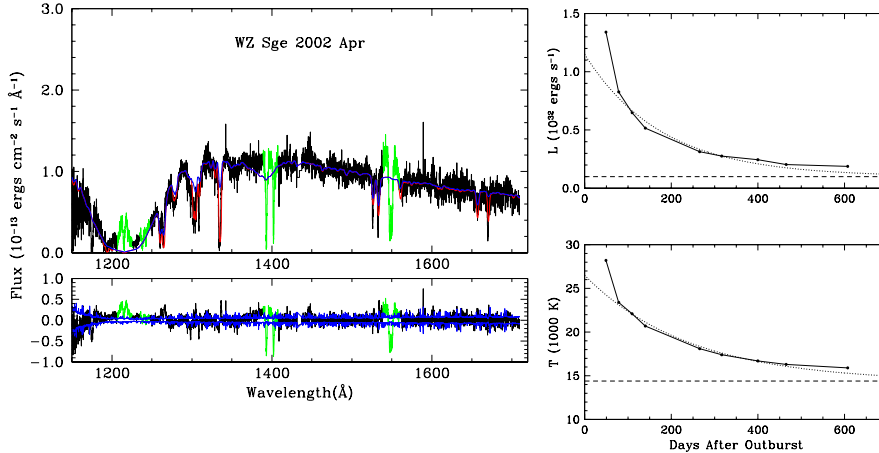 WZ Sge 2002 Apr
Flux (10⁻¹³ ergs cm⁻² s⁻¹ Å⁻¹)
3.0
2.0
1.0
0.0
1200 1400 1600
1.0
0.5
0.0
−0.5
−1.0
1200 1400 1600
Wavelength(Å)
L (10³² ergs s⁻¹)
1.5
1.0
0.5
0.0
0 200 400 600
T (1000 K)
30
25
20
15
10
0 200 400 600
Days After Outburst